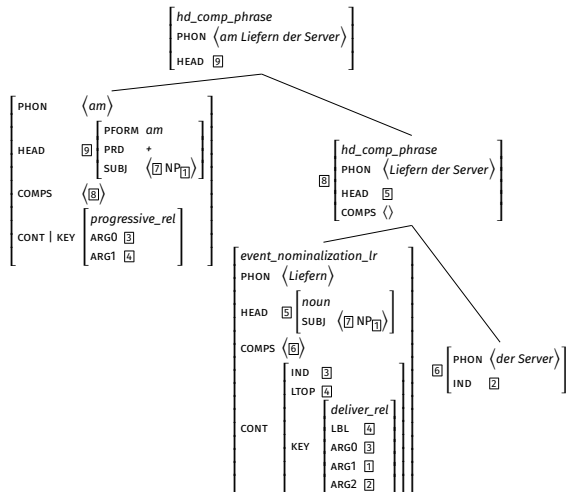 hd_comp_phrase
PHON ⟨am Liefern der Server⟩
HEAD 9
PHON ⟨am⟩
HEAD 9
PFORM am
PRD +
SUBJ ⟨7 NP1⟩
COMPS ⟨8⟩
CONT | KEY
progressive_rel
ARG0 3
ARG1 4
8
hd_comp_phrase
PHON ⟨Liefern der Server⟩
HEAD 5
COMPS ⟨⟩
event_nominalization_lr
PHON ⟨Liefern⟩
HEAD 5
noun
SUBJ ⟨7 NP1⟩
COMPS ⟨6⟩
CONT
IND 3
LTOP 4
KEY
deliver_rel
LBL 4
ARG0 3
ARG1 1
ARG2 2
6
PHON ⟨der Server⟩
IND 2